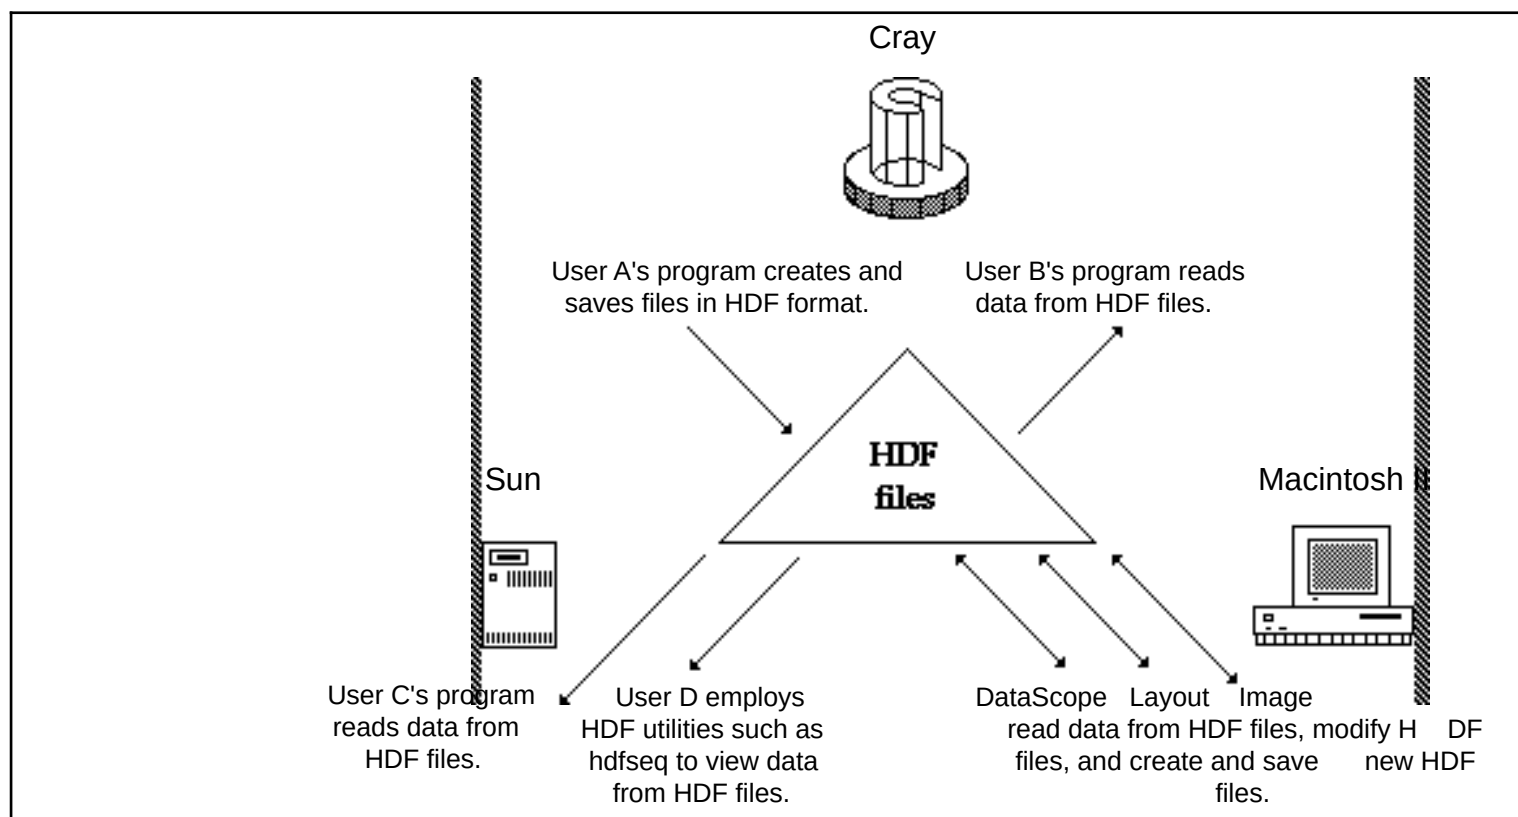 Cray
User A's program creates and
saves files in HDF format.
User B's program reads
data from HDF files.
HDF
files
Sun
Macintosh II
User C's program
reads data from
HDF files.
User D employs
HDF utilities such as
hdfseq to view data
from HDF files.
DataScope Layout Image
read data from HDF files, modify H DF
files, and create and save new HDF
files.